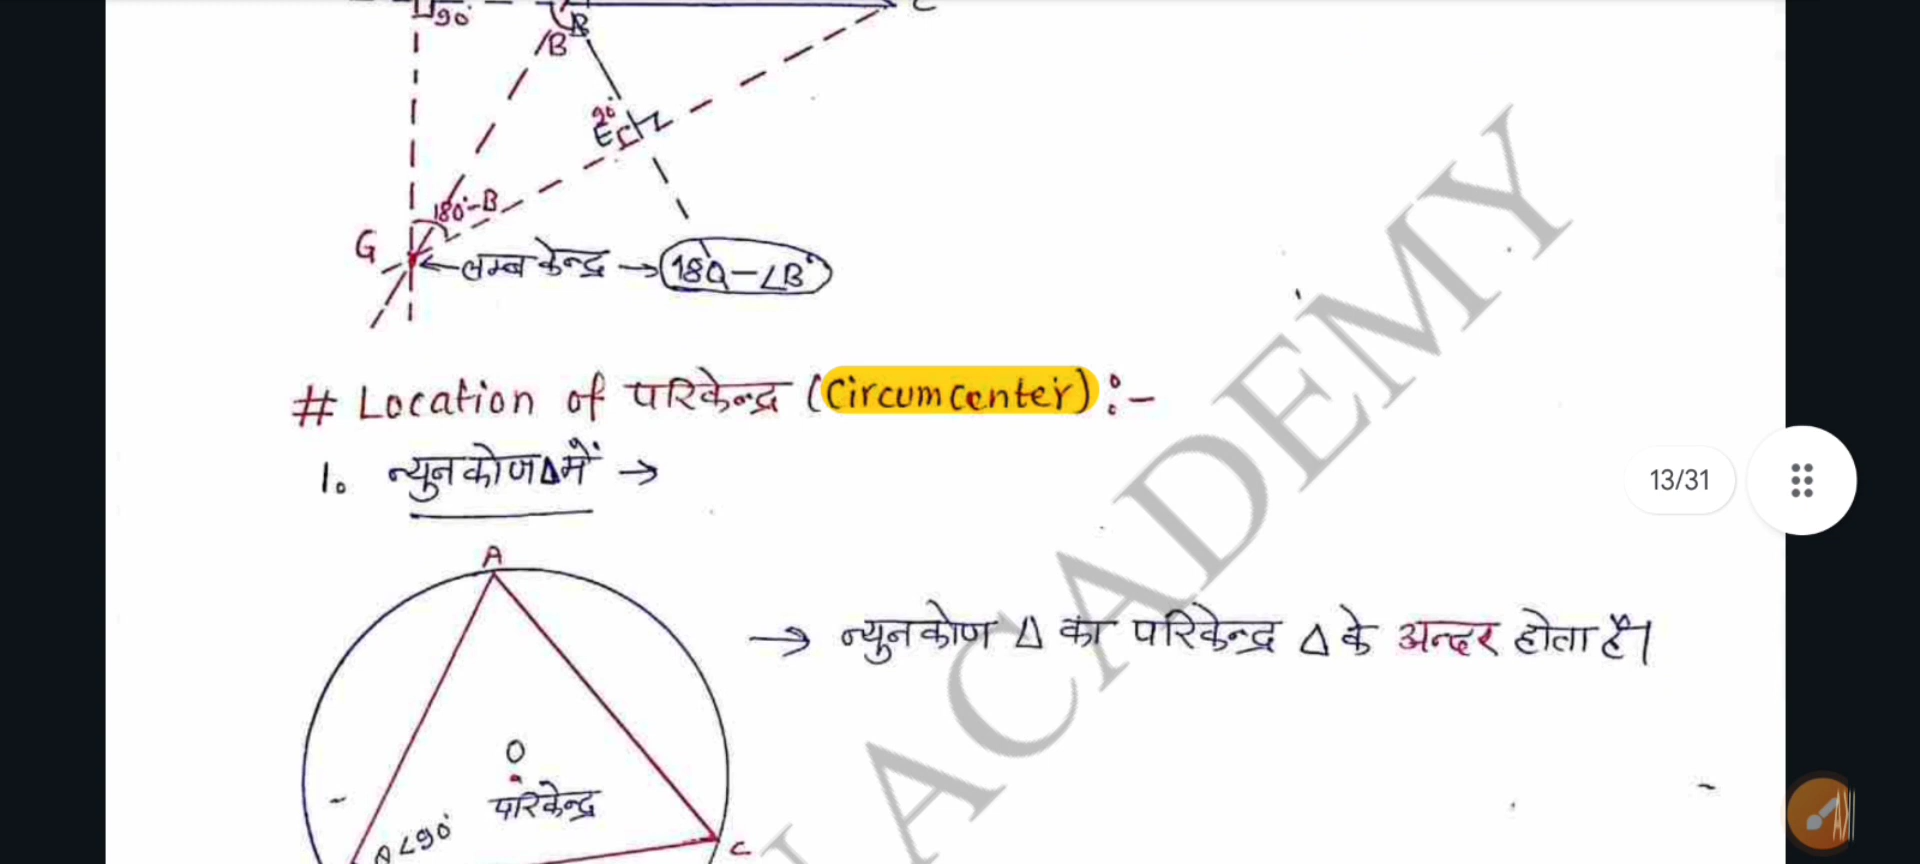 90°
C
B
B
90°
E
180°-B
G
←लम्ब केन्द्र → 180-∠B°
# Location of परिकेन्द्र (Circumcenter) :-
1. न्युनकोण Δ में →
A
→ न्युनकोण Δ का परिकेन्द्र Δ के अन्दर होता है।
O
परिकेन्द्र
θ<90°
C
13/31
ACADEMY